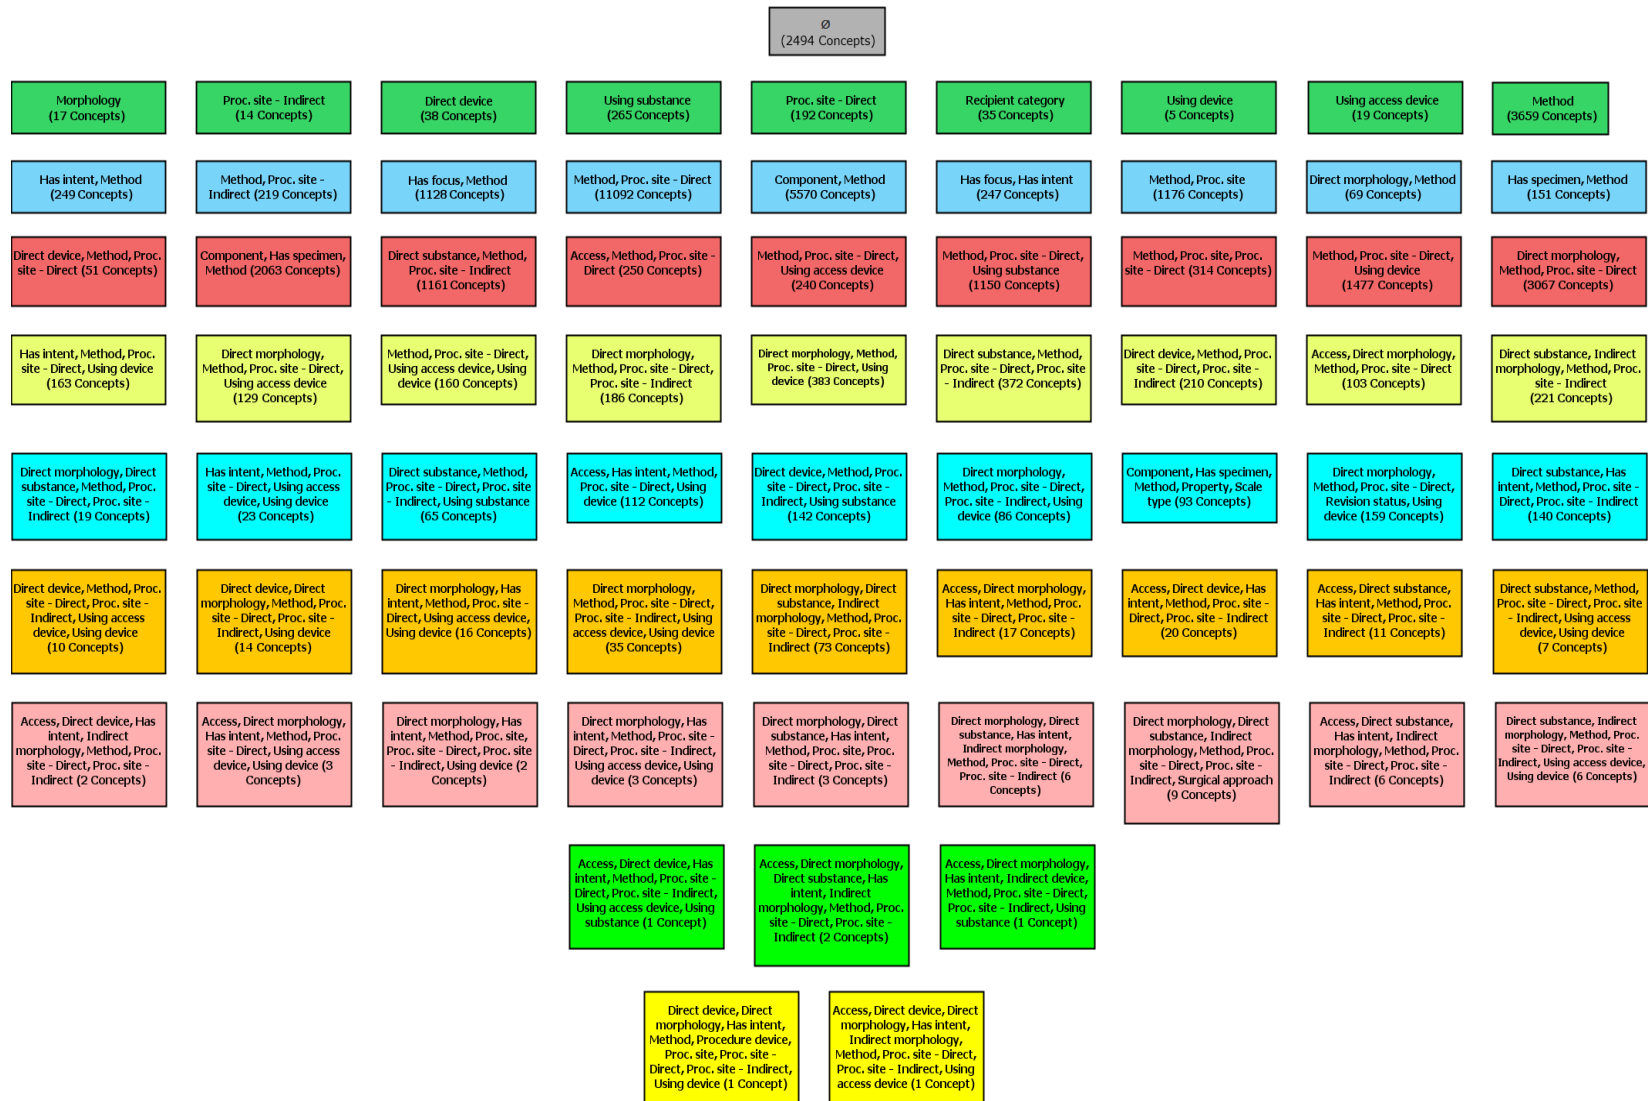 Ø
(2494 Concepts)
Morphology
(17 Concepts)
Proc. site - Indirect
(14 Concepts)
Direct device
(38 Concepts)
Using substance
(265 Concepts)
Proc. site - Direct
(192 Concepts)
Recipient category
(35 Concepts)
Using device
(5 Concepts)
Using access device
(19 Concepts)
Method
(3659 Concepts)
Has intent, Method
(249 Concepts)
Method, Proc. site -
Indirect (219 Concepts)
Has focus, Method
(1128 Concepts)
Method, Proc. site - Direct
(11092 Concepts)
Component, Method
(5570 Concepts)
Has focus, Has intent
(247 Concepts)
Method, Proc. site
(1176 Concepts)
Direct morphology, Method
(69 Concepts)
Has specimen, Method
(151 Concepts)
Direct device, Method, Proc.
site - Direct (51 Concepts)
Component, Has specimen,
Method (2063 Concepts)
Direct substance, Method,
Proc. site - Indirect
(1161 Concepts)
Access, Method, Proc. site -
Direct (250 Concepts)
Method, Proc. site - Direct,
Using access device
(240 Concepts)
Method, Proc. site - Direct,
Using substance
(1150 Concepts)
Method, Proc. site, Proc.
site - Direct (314 Concepts)
Method, Proc. site - Direct,
Using device
(1477 Concepts)
Direct morphology,
Method, Proc. site - Direct
(3067 Concepts)
Has intent, Method, Proc.
site - Direct, Using device
(163 Concepts)
Direct morphology,
Method, Proc. site - Direct,
Using access device
(129 Concepts)
Method, Proc. site - Direct,
Using access device, Using
device (160 Concepts)
Direct morphology,
Method, Proc. site - Direct,
Proc. site - Indirect
(186 Concepts)
Direct morphology, Method,
Proc. site - Direct, Using
device (383 Concepts)
Direct substance, Method,
Proc. site - Direct, Proc. site
- Indirect (372 Concepts)
Direct device, Method, Proc.
site - Direct, Proc. site -
Indirect (210 Concepts)
Access, Direct morphology,
Method, Proc. site - Direct
(103 Concepts)
Direct substance, Indirect
morphology, Method, Proc.
site - Indirect
(221 Concepts)
Direct morphology, Direct
substance, Method, Proc.
site - Direct, Proc. site -
Indirect (19 Concepts)
Has intent, Method, Proc.
site - Direct, Using access
device, Using device
(23 Concepts)
Direct substance, Method,
Proc. site - Direct, Proc. site
- Indirect, Using substance
(65 Concepts)
Access, Has intent, Method,
Proc. site - Direct, Using
device (112 Concepts)
Direct device, Method, Proc.
site - Direct, Proc. site -
Indirect, Using substance
(142 Concepts)
Direct morphology,
Method, Proc. site - Direct,
Proc. site - Indirect, Using
device (86 Concepts)
Component, Has specimen,
Method, Property, Scale
type (93 Concepts)
Direct morphology,
Method, Proc. site - Direct,
Revision status, Using
device (159 Concepts)
Direct substance, Has
intent, Method, Proc. site -
Direct, Proc. site - Indirect
(140 Concepts)
Direct device, Method, Proc.
site - Direct, Proc. site -
Indirect, Using access
device, Using device
(10 Concepts)
Direct device, Direct
morphology, Method, Proc.
site - Direct, Proc. site -
Indirect, Using device
(14 Concepts)
Direct morphology, Has
intent, Method, Proc. site -
Direct, Using access device,
Using device (16 Concepts)
Direct morphology,
Method, Proc. site - Direct,
Proc. site - Indirect, Using
access device, Using device
(35 Concepts)
Direct morphology, Direct
substance, Indirect
morphology, Method, Proc.
site - Direct, Proc. site -
Indirect (73 Concepts)
Access, Direct morphology,
Has intent, Method, Proc.
site - Direct, Proc. site -
Indirect (17 Concepts)
Access, Direct device, Has
intent, Method, Proc. site -
Direct, Proc. site - Indirect
(20 Concepts)
Access, Direct substance,
Has intent, Method, Proc.
site - Direct, Proc. site -
Indirect (11 Concepts)
Direct substance, Method,
Proc. site - Direct, Proc. site
- Indirect, Using access
device, Using device
(7 Concepts)
Access, Direct device, Has
intent, Indirect
morphology, Method, Proc.
site - Direct, Proc. site -
Indirect (2 Concepts)
Access, Direct morphology,
Has intent, Method, Proc.
site - Direct, Using access
device, Using device (3
Concepts)
Direct morphology, Has
intent, Method, Proc. site,
Proc. site - Direct, Proc. site
- Indirect, Using device (2
Concepts)
Direct morphology, Has
intent, Method, Proc. site -
Direct, Proc. site - Indirect,
Using access device, Using
device (3 Concepts)
Direct morphology, Direct
substance, Has intent,
Method, Proc. site, Proc.
site - Direct, Proc. site -
Indirect (3 Concepts)
Direct morphology, Direct
substance, Has intent,
Indirect morphology,
Method, Proc. site - Direct,
Proc. site - Indirect (6
Concepts)
Direct morphology, Direct
substance, Indirect
morphology, Method, Proc.
site - Direct, Proc. site -
Indirect, Surgical approach
(9 Concepts)
Access, Direct substance,
Has intent, Indirect
morphology, Method, Proc.
site - Direct, Proc. site -
Indirect (6 Concepts)
Direct substance, Indirect
morphology, Method, Proc.
site - Direct, Proc. site -
Indirect, Using access device,
Using device (6 Concepts)
Access, Direct device, Has
intent, Method, Proc. site -
Direct, Proc. site - Indirect,
Using access device, Using
substance (1 Concept)
Access, Direct morphology,
Direct substance, Has
intent, Indirect
morphology, Method, Proc.
site - Direct, Proc. site -
Indirect (2 Concepts)
Access, Direct morphology,
Has intent, Indirect device,
Method, Proc. site - Direct,
Proc. site - Indirect, Using
substance (1 Concept)
Direct device, Direct
morphology, Has intent,
Method, Procedure device,
Proc. site, Proc. site -
Direct, Proc. site - Indirect,
Using device (1 Concept)
Access, Direct device, Direct
morphology, Has intent,
Indirect morphology,
Method, Proc. site - Direct,
Proc. site - Indirect, Using
access device (1 Concept)